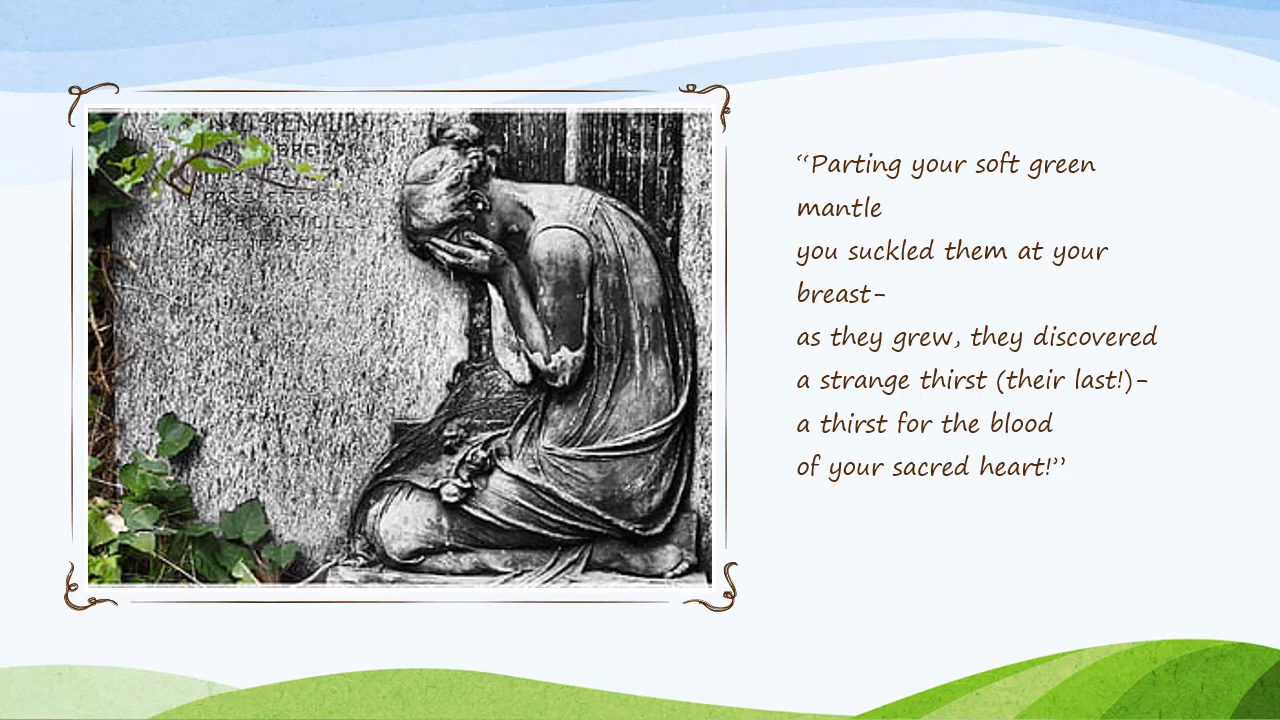 “Parting your soft green
mantle
you suckled them at your
breast-
as they grew, they discovered
a strange thirst (their last!)-
a thirst for the blood
of your sacred heart!”